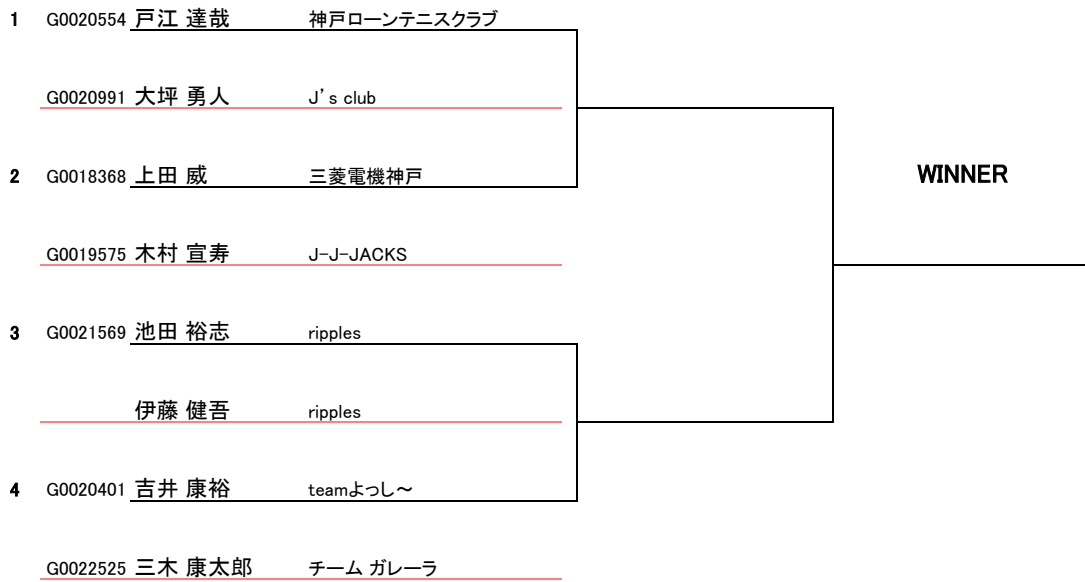 1 G0020554 戸江 達哉 神戸ローンテニスクラブ
G0020991 大坪 勇人 J's club
2 G0018368 上田 威 三菱電機神戸
WINNER
G0019575 木村 宣寿 J-J-JACKS
3 G0021569 池田 裕志 ripples
伊藤 健吾 ripples
4 G0020401 吉井 康裕 teamよっし～
G0022525 三木 康太郎 チーム ガレーラ